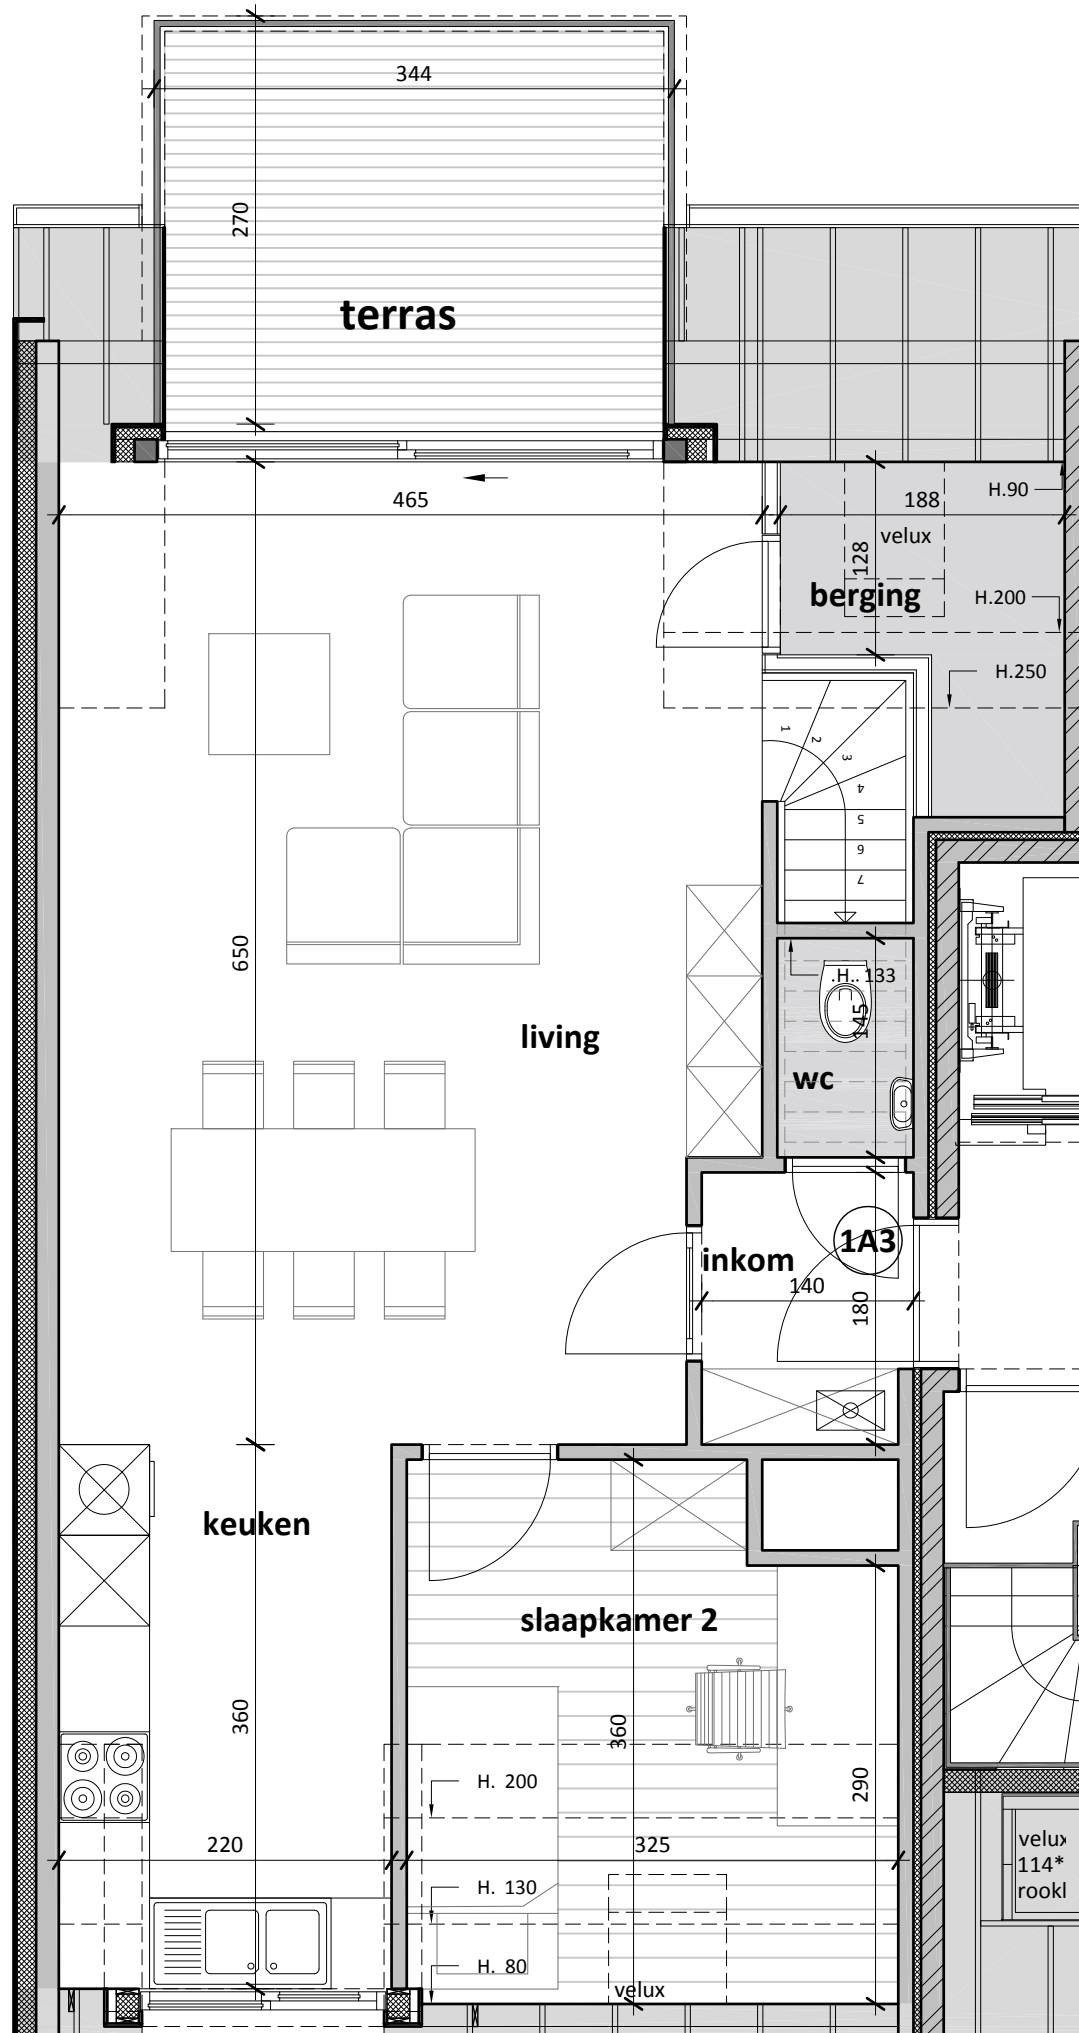 344
270
terras
465
188
H.90
velux
128
berging
H.200
H.250
1
2
3
4
5
6
7
650
living
.H.. 133
145
wc
inkom
1A3
140
180
keuken
slaapkamer 2
360
360
290
H. 200
220
325
H. 130
H. 80
velux
velux
114*
rookl